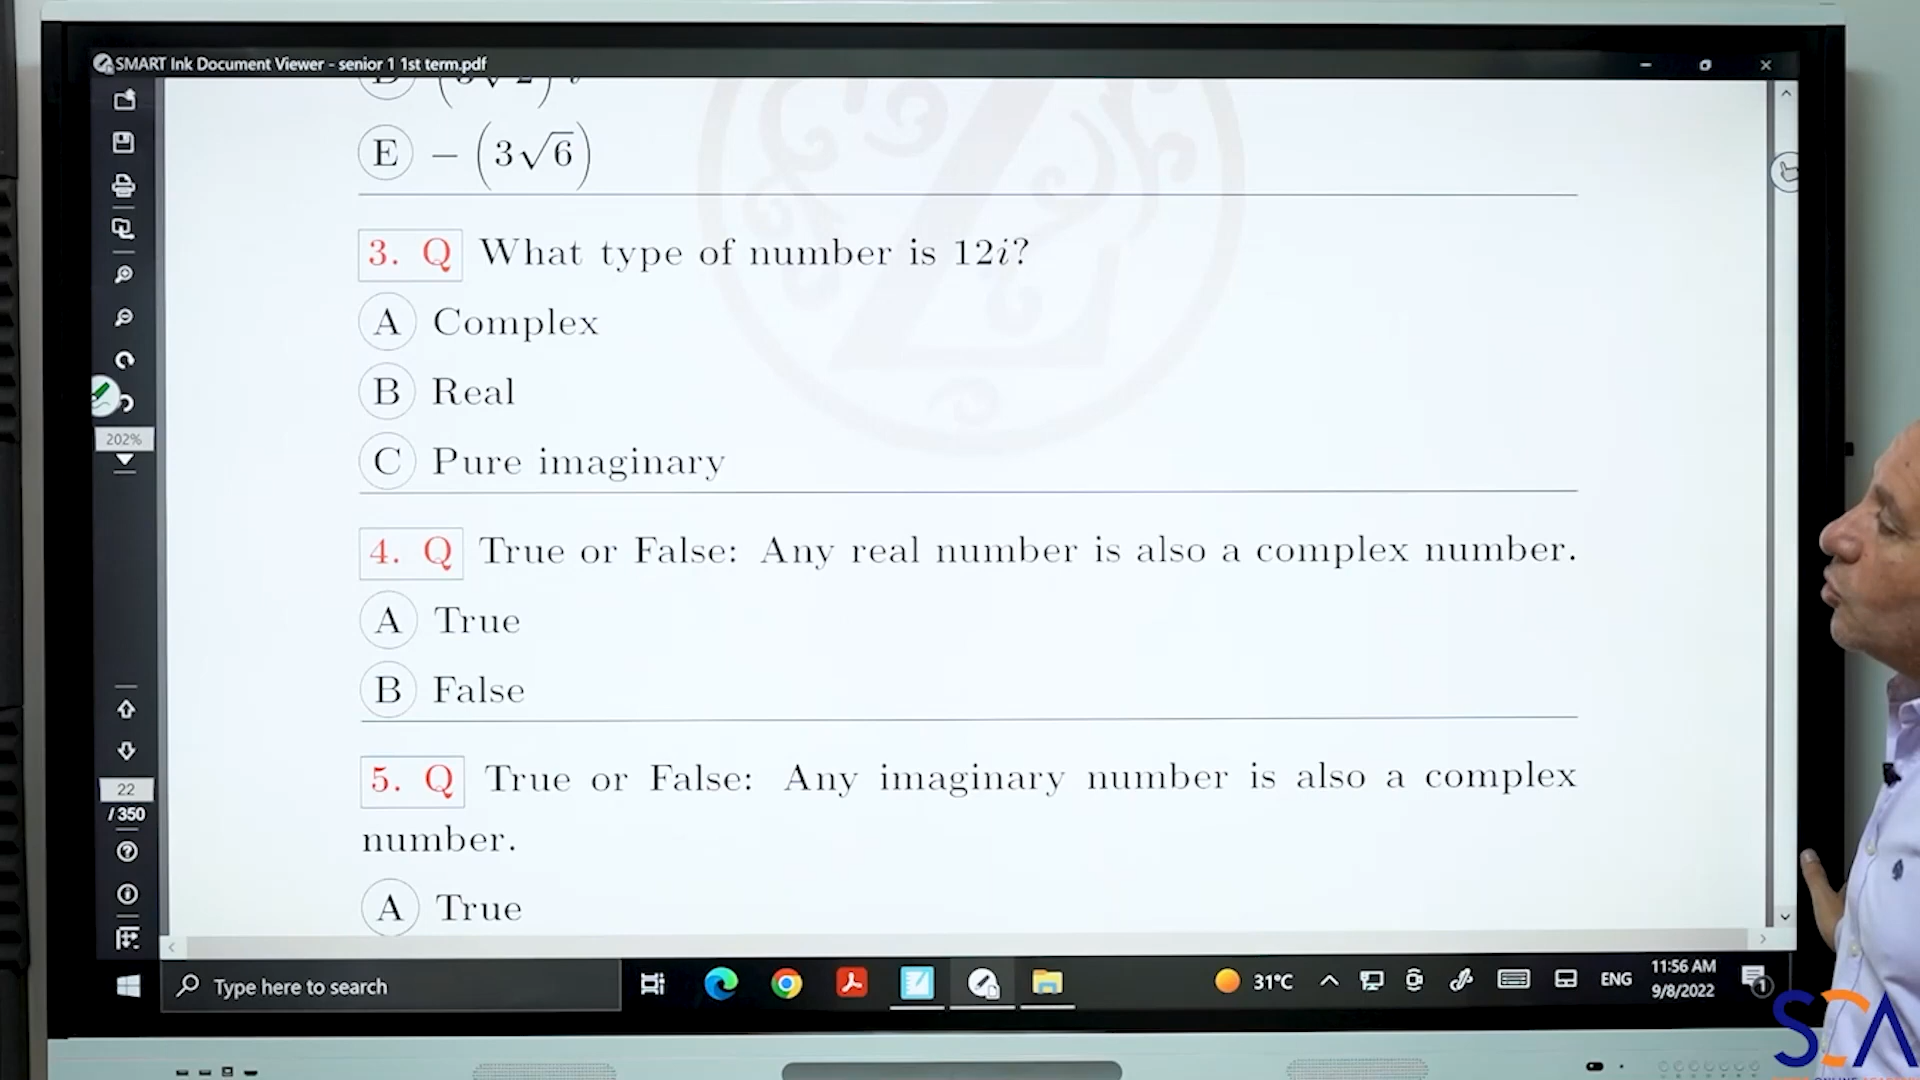 SMART Ink Document Viewer - senior 1 1st term.pdf
E − (3√6)
3. Q What type of number is 12i?
A Complex
B Real
C Pure imaginary
202%
4. Q True or False: Any real number is also a complex number.
A True
B False
5. Q True or False: Any imaginary number is also a complex
number.
22
/ 350
A True
Type here to search
31°C
ENG
11:56 AM
9/8/2022
1
SCA